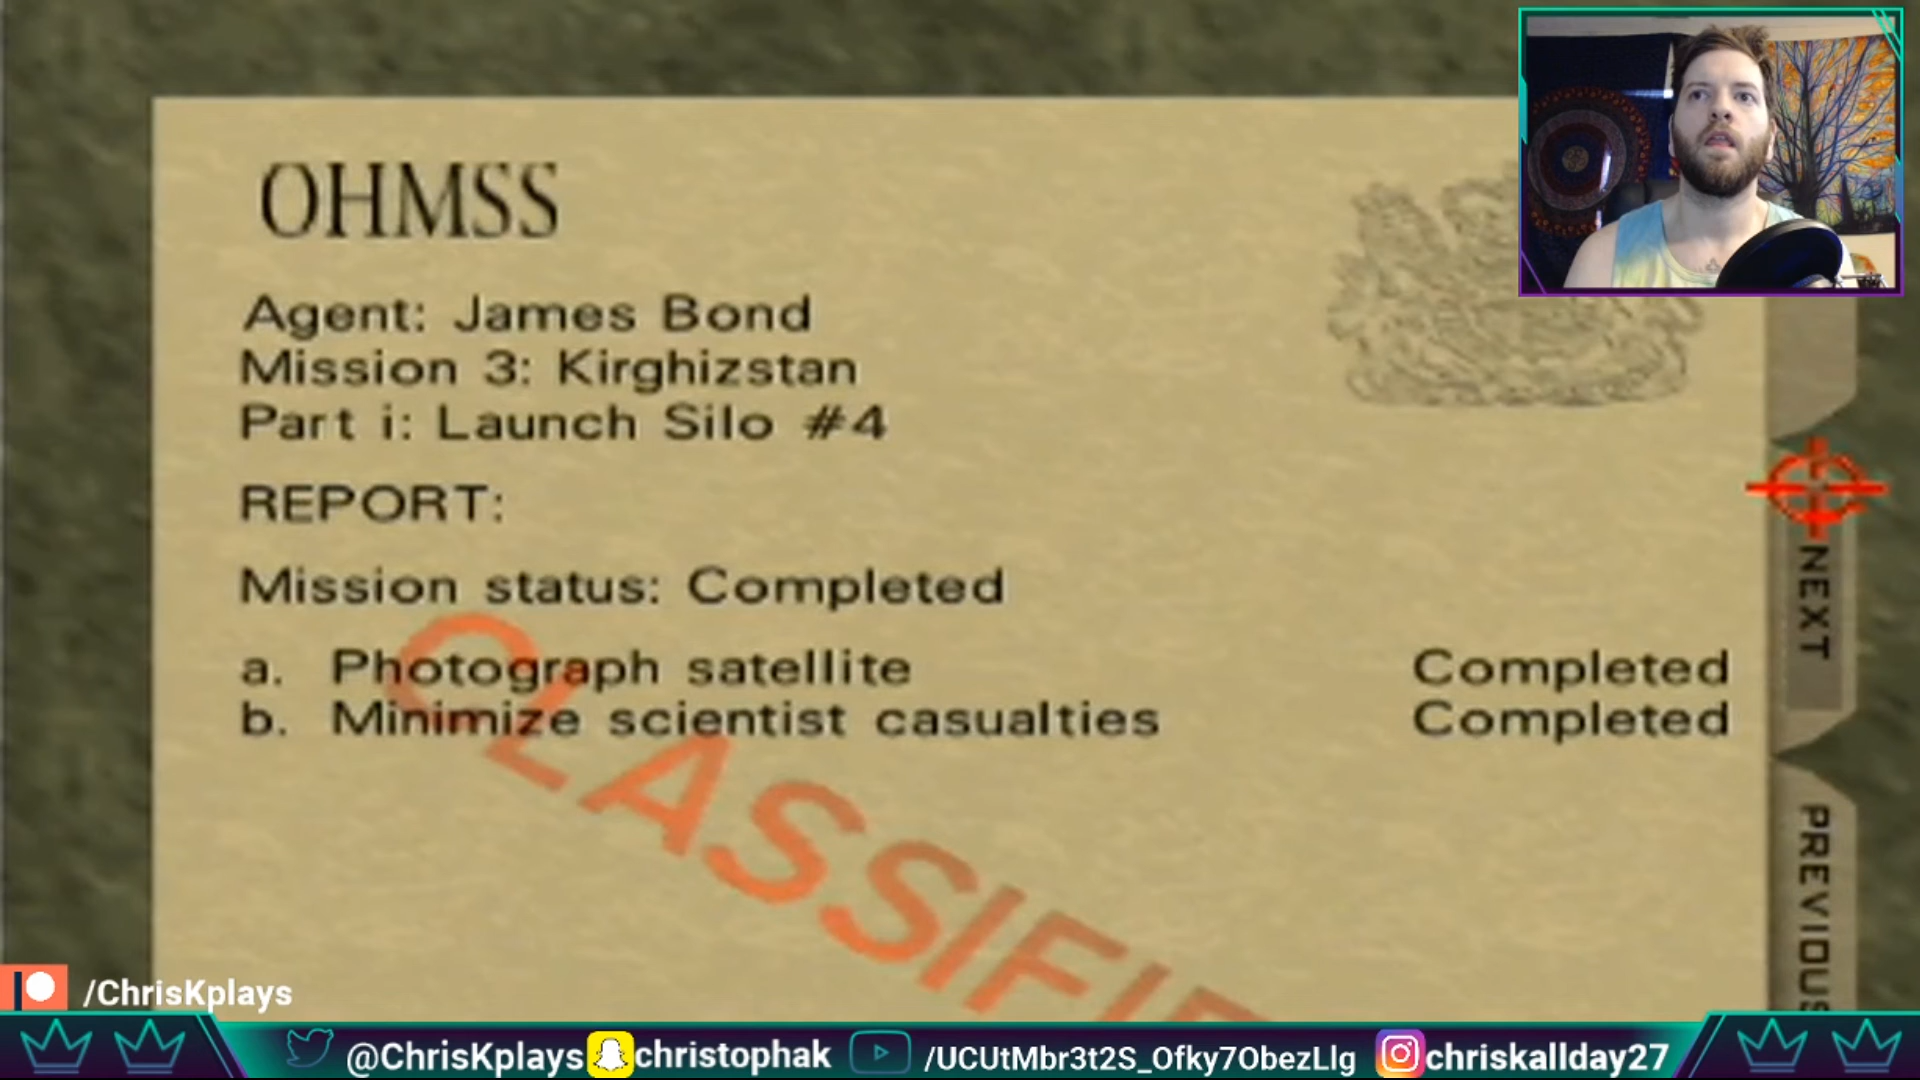 OHMSS
Agent: James Bond
Mission 3: Kirghizstan
Part i: Launch Silo #4
REPORT:
Mission status: Completed
a. Photograph satellite Completed
b. Minimize scientist casualties Completed
CLASSIFI
NEXT
PREVIOUS
/ChrisKplays
@ChrisKplays
christophak
/UCUtMbr3t2S_Ofky7ObezLlg
chriskallday27